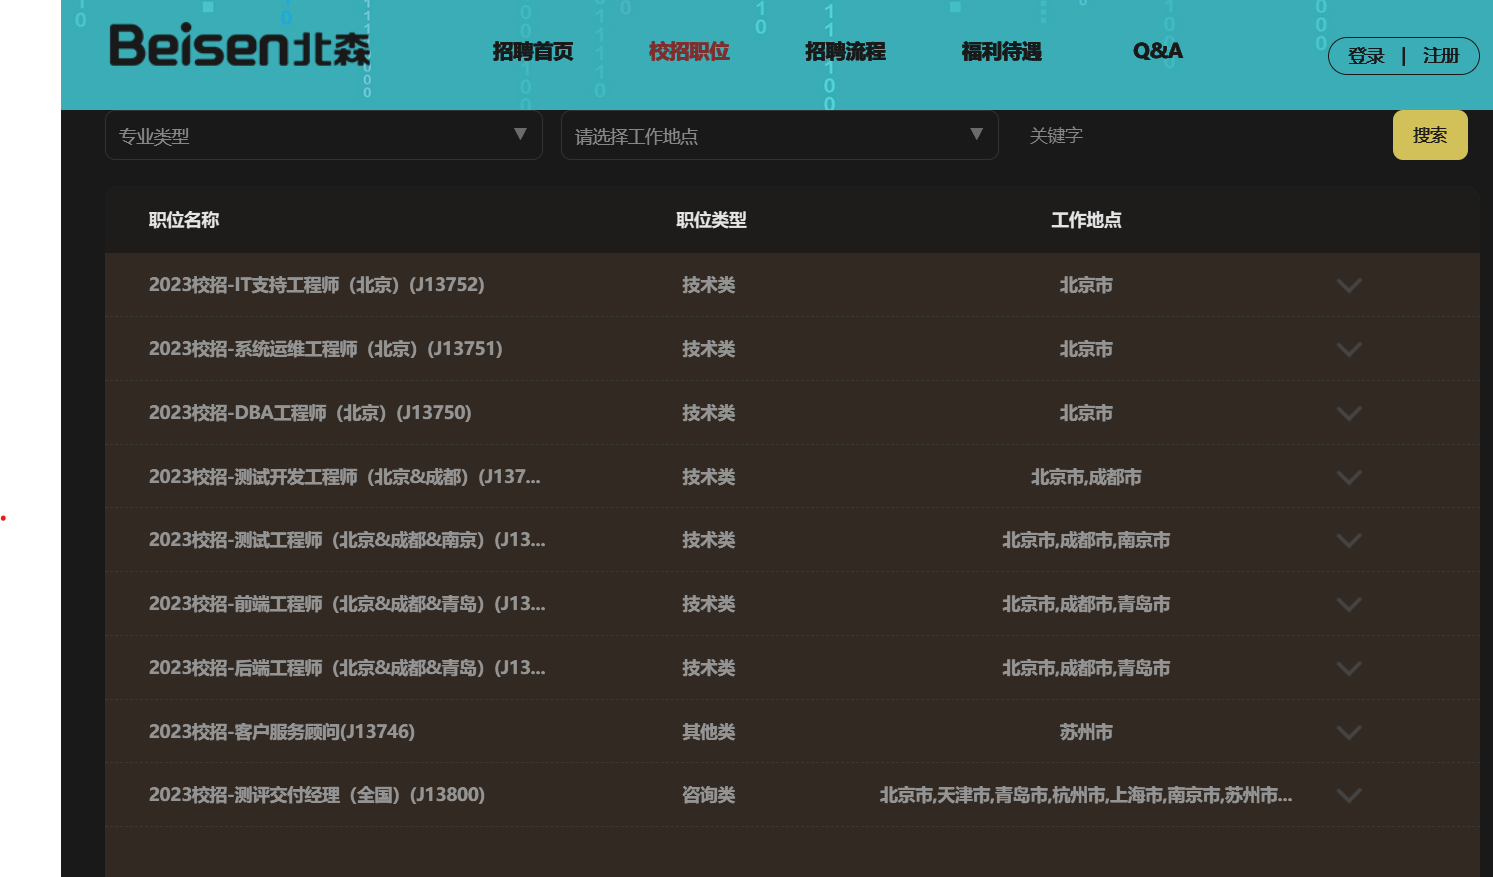 Beisen北森
招聘首页 校招职位 招聘流程 福利待遇 Q&A 登录 | 注册
专业类型 请选择工作地点 关键字 搜索
职位名称 职位类型 工作地点
2023校招-IT支持工程师（北京）(J13752) 技术类 北京市
2023校招-系统运维工程师（北京）(J13751) 技术类 北京市
2023校招-DBA工程师（北京）(J13750) 技术类 北京市
2023校招-测试开发工程师（北京&成都）(J137... 技术类 北京市,成都市
2023校招-测试工程师（北京&成都&南京）(J13... 技术类 北京市,成都市,南京市
2023校招-前端工程师（北京&成都&青岛）(J13... 技术类 北京市,成都市,青岛市
2023校招-后端工程师（北京&成都&青岛）(J13... 技术类 北京市,成都市,青岛市
2023校招-客户服务顾问(J13746) 其他类 苏州市
2023校招-测评交付经理（全国）(J13800) 咨询类 北京市,天津市,青岛市,杭州市,上海市,南京市,苏州市...